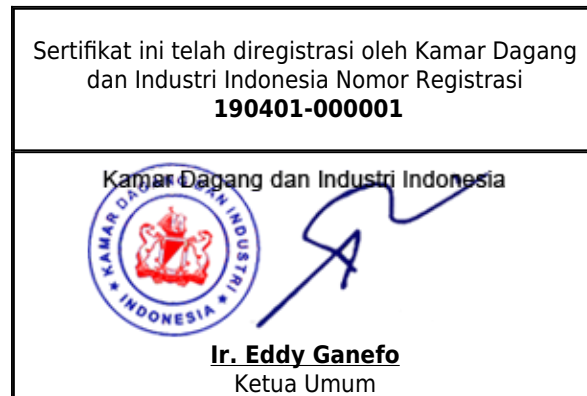 Sertifikat ini telah diregistrasi oleh Kamar Dagang
dan Industri Indonesia Nomor Registrasi
190401-000001
Kamar Dagang dan Industri Indonesia
KAMAR DAGANG DAN INDUSTRI
INDONESIA
Ir. Eddy Ganefo
Ketua Umum